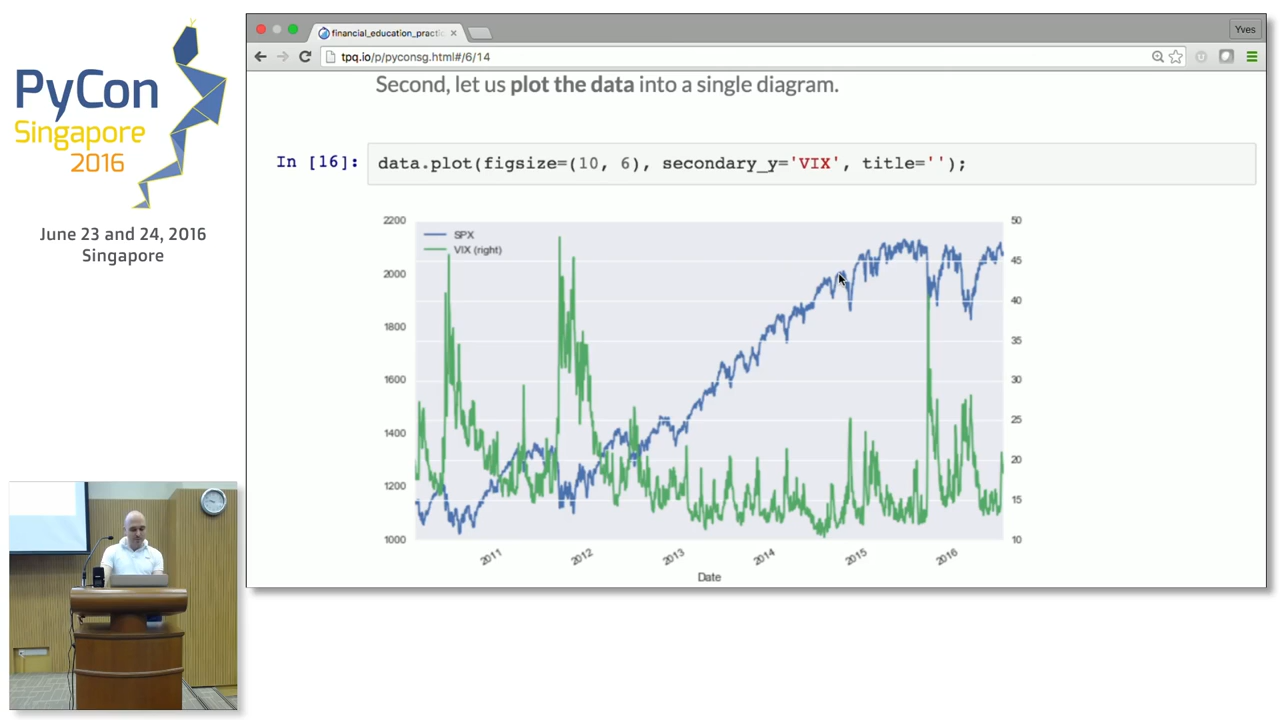 PyCon
Singapore
2016
June 23 and 24, 2016
Singapore
financial_education_practic
Yves
tpq.io/p/pyconsg.html#/6/14
Second, let us plot the data into a single diagram.
In [16]: data.plot(figsize=(10, 6), secondary_y='VIX', title='');
2200 50
SPX
VIX (right)
45
2000
40
1800
35
1600 30
25
1400
20
1200
15
1000 10
2011 2012 2013 2014 2015 2016
Date